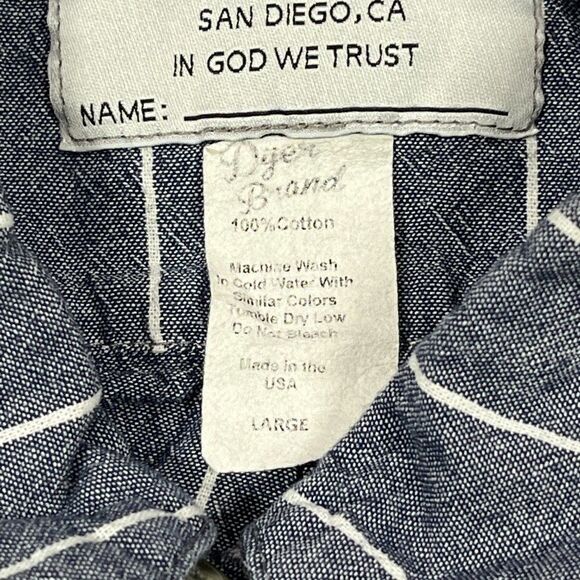 SAN DIEGO, CA
IN GOD WE TRUST
NAME:
Dyer
Brand
100% Cotton
Machine Wash
in Cold Water With
Similar Colors
Tumble Dry Low
Do Not Bleach
Made in the
USA
LARGE